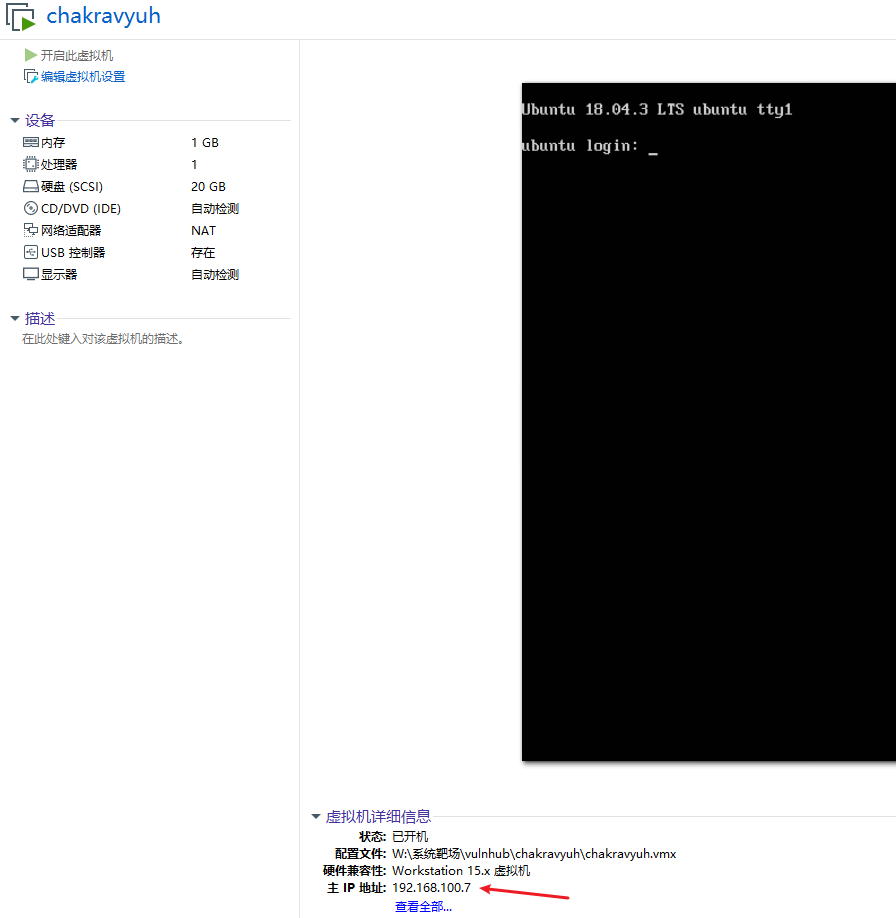 chakravyuh
开启此虚拟机
编辑虚拟机设置
设备
内存 1 GB
处理器 1
硬盘 (SCSI) 20 GB
CD/DVD (IDE) 自动检测
网络适配器 NAT
USB 控制器 存在
显示器 自动检测
描述
在此处键入对该虚拟机的描述。
Ubuntu 18.04.3 LTS ubuntu tty1
ubuntu login: _
虚拟机详细信息
状态: 已开机
配置文件: W:\系统靶场\vulnhub\chakravyuh\chakravyuh.vmx
硬件兼容性: Workstation 15.x 虚拟机
主 IP 地址: 192.168.100.7
查看全部...